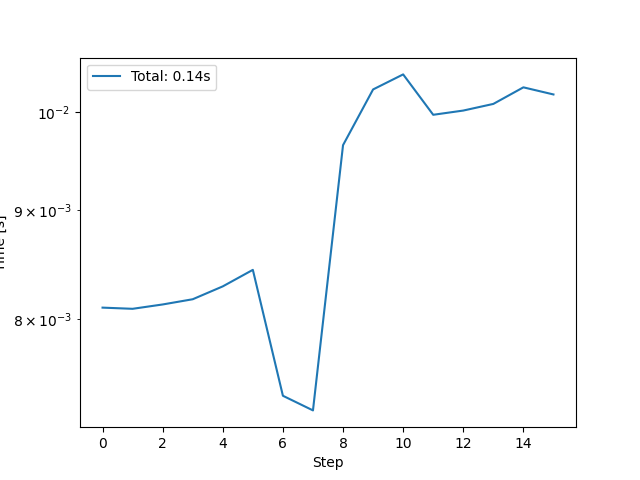 Total: 0.14s
10⁻²
9 × 10⁻³
8 × 10⁻³
Time [s]
0 2 4 6 8 10 12 14
Step